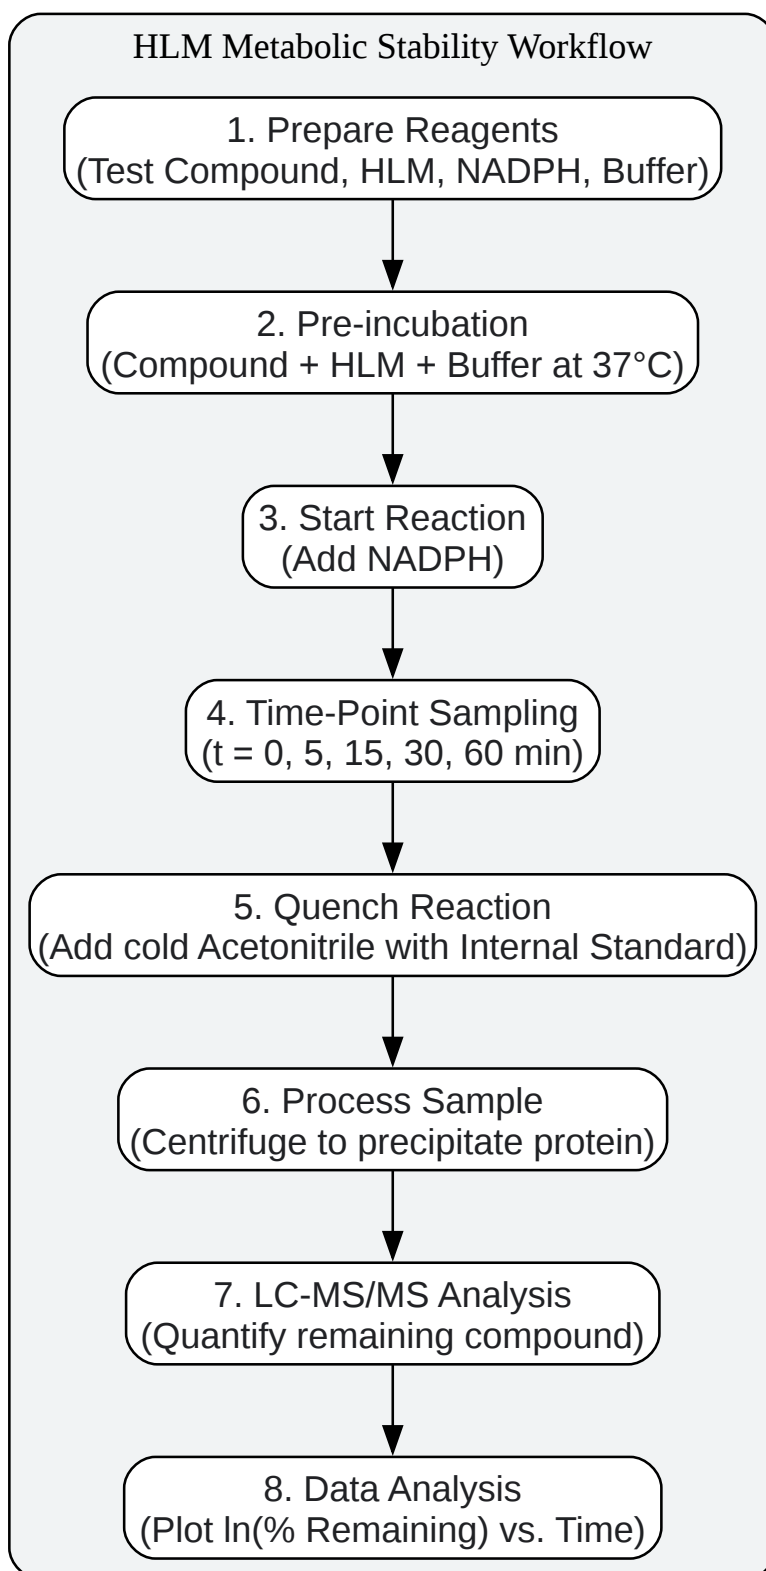 HLM Metabolic Stability Workflow
1. Prepare Reagents
(Test Compound, HLM, NADPH, Buffer)
2. Pre-incubation
(Compound + HLM + Buffer at 37°C)
3. Start Reaction
(Add NADPH)
4. Time-Point Sampling
(t = 0, 5, 15, 30, 60 min)
5. Quench Reaction
(Add cold Acetonitrile with Internal Standard)
6. Process Sample
(Centrifuge to precipitate protein)
7. LC-MS/MS Analysis
(Quantify remaining compound)
8. Data Analysis
(Plot ln(% Remaining) vs. Time)